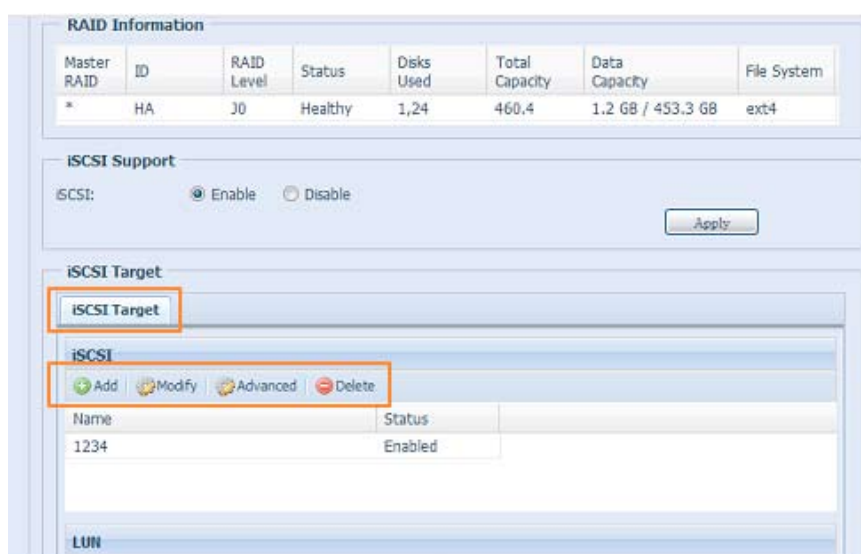 RAID Information
Master RAID ID RAID Level Status Disks Used Total Capacity Data Capacity File System
* HA J0 Healthy 1,24 460.4 1.2 GB / 453.3 GB ext4
iSCSI Support
iSCSI: Enable Disable
Apply
iSCSI Target
iSCSI Target
iSCSI
Add Modify Advanced Delete
Name Status
1234 Enabled
LUN